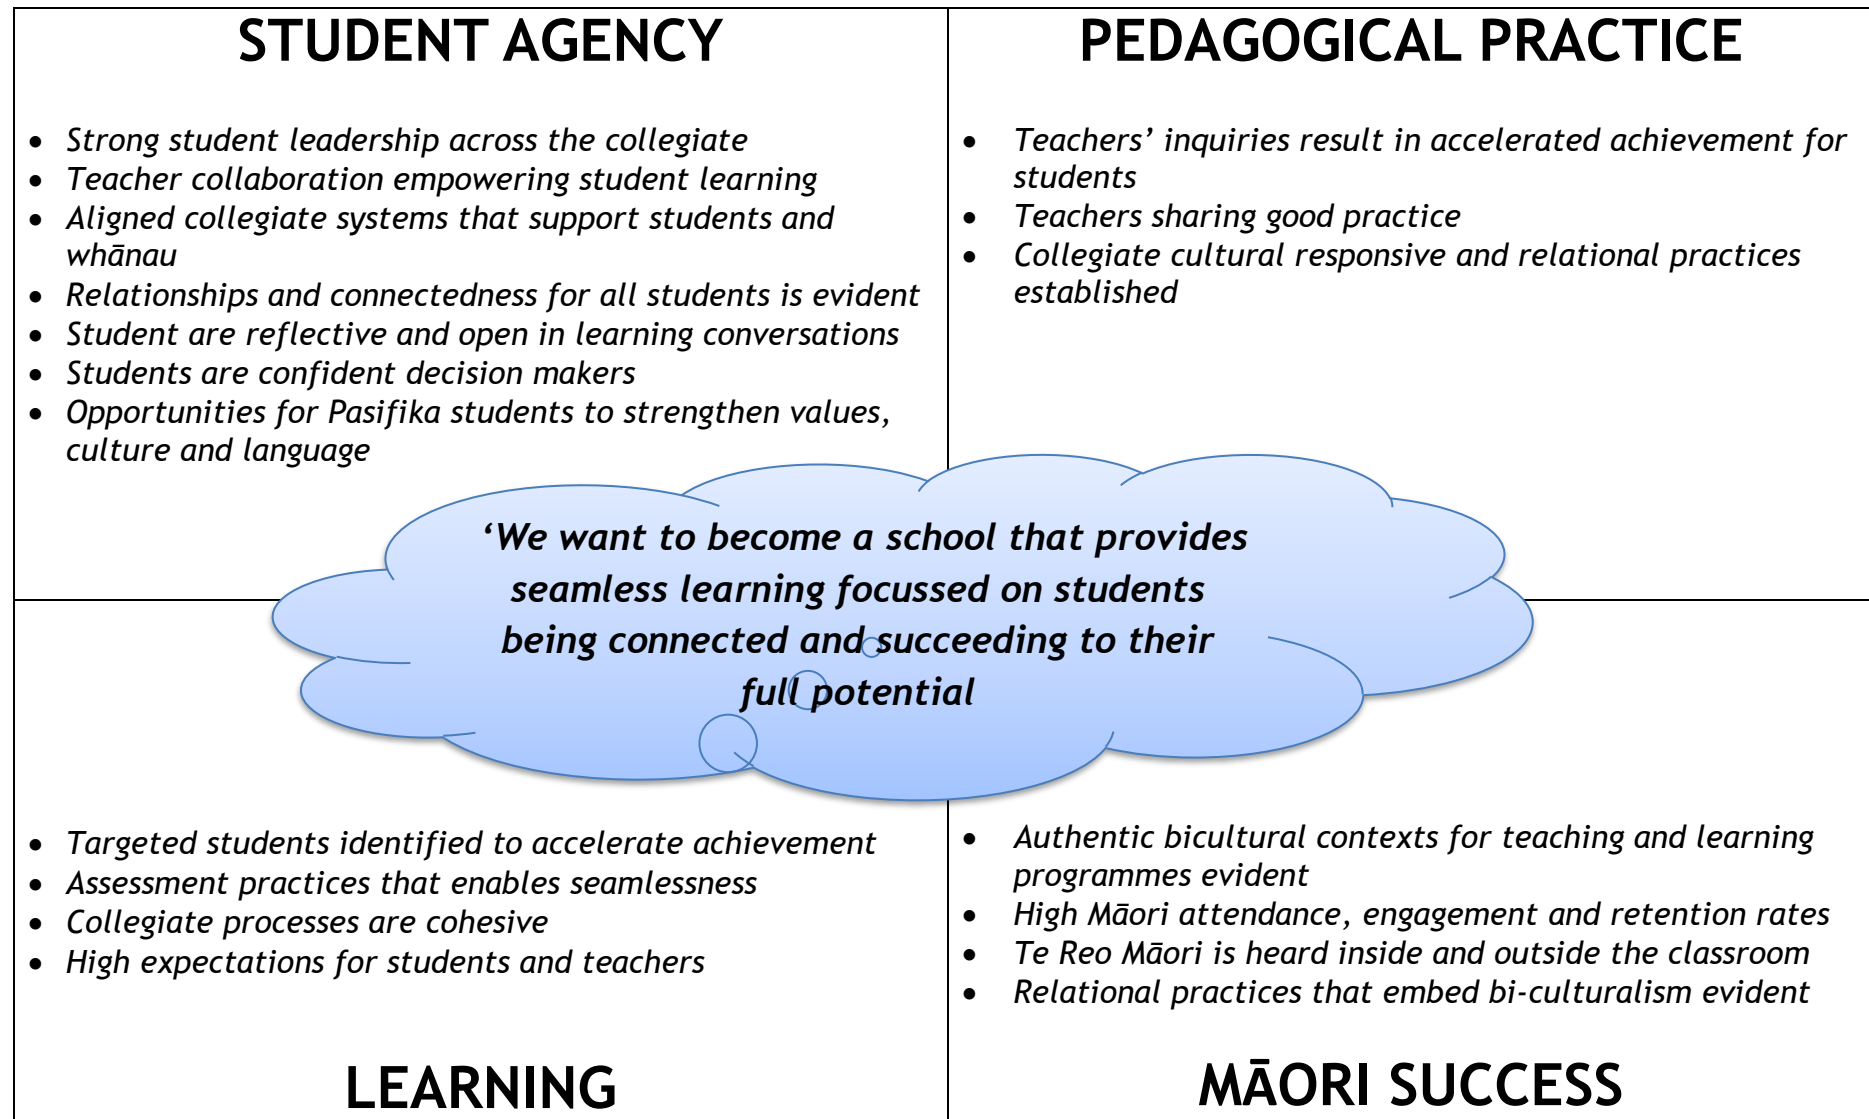 STUDENT AGENCY
• Strong student leadership across the collegiate
• Teacher collaboration empowering student learning
• Aligned collegiate systems that support students and
whānau
• Relationships and connectedness for all students is evident
• Student are reflective and open in learning conversations
• Students are confident decision makers
• Opportunities for Pasifika students to strengthen values,
culture and language
PEDAGOGICAL PRACTICE
• Teachers’ inquiries result in accelerated achievement for
students
• Teachers sharing good practice
• Collegiate cultural responsive and relational practices
established
‘We want to become a school that provides
seamless learning focussed on students
being connected and succeeding to their
full potential
• Targeted students identified to accelerate achievement
• Assessment practices that enables seamlessness
• Collegiate processes are cohesive
• High expectations for students and teachers
LEARNING
• Authentic bicultural contexts for teaching and learning
programmes evident
• High Māori attendance, engagement and retention rates
• Te Reo Māori is heard inside and outside the classroom
• Relational practices that embed bi-culturalism evident
MĀORI SUCCESS